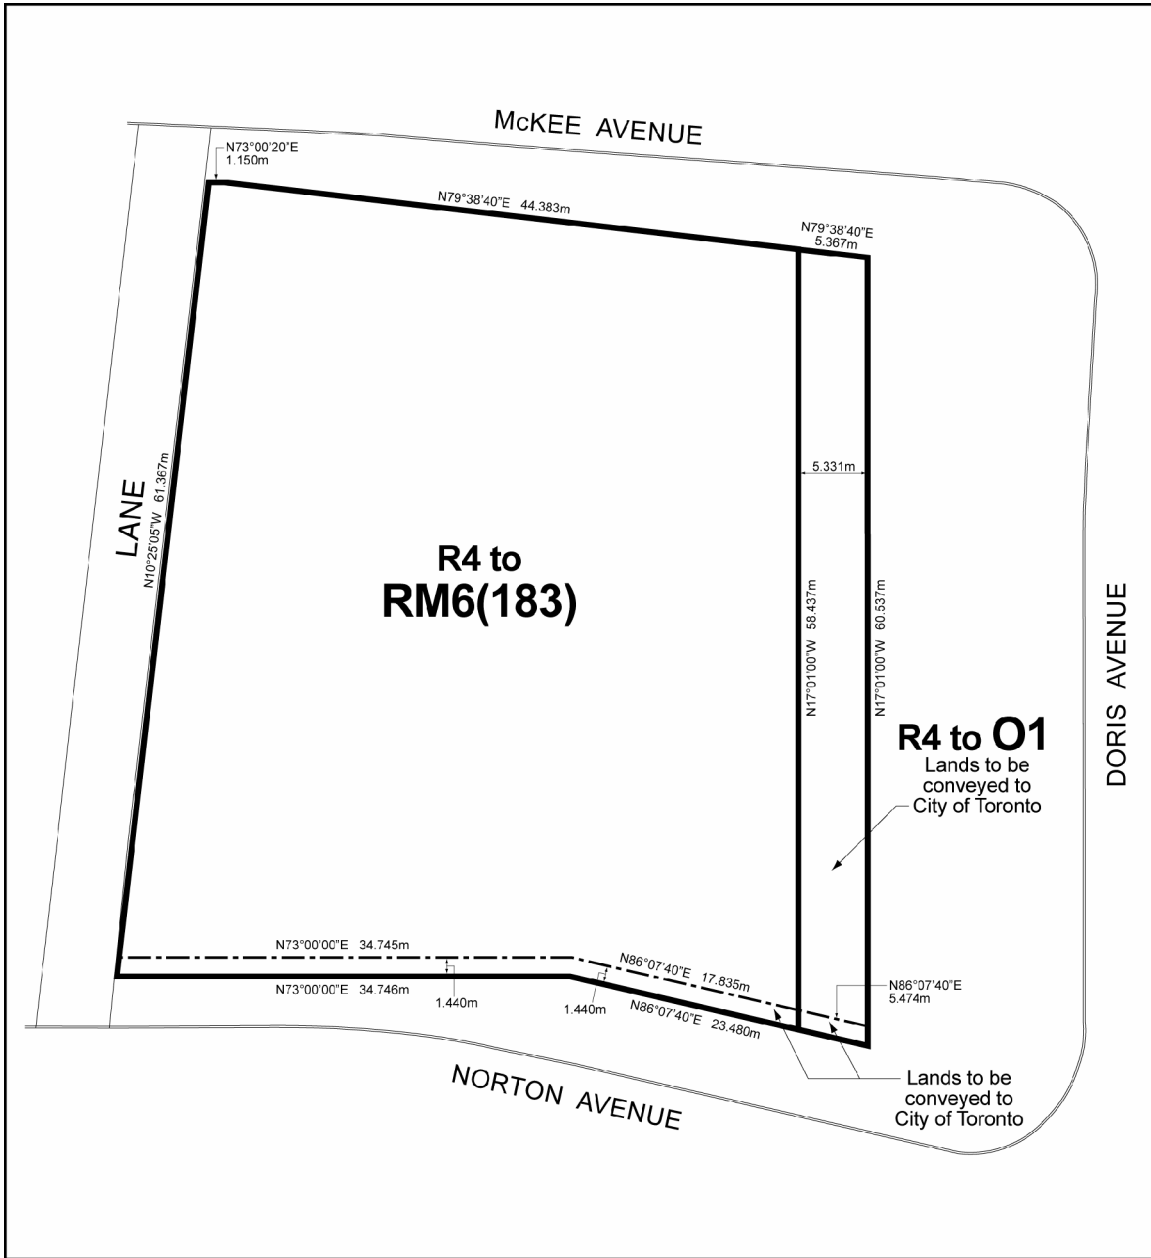 McKEE AVENUE
N73°00'20"E
1.150m
N79°38'40"E 44.383m
N79°38'40"E
5.367m
5.331m
LANE
N10°25'05"W 61.367m
R4 to
RM6(183)
N17°01'00"W 58.437m
N17°01'00"W 60.537m
DORIS AVENUE
R4 to O1
Lands to be
conveyed to
City of Toronto
N73°00'00"E 34.745m
N73°00'00"E 34.746m
1.440m
N86°07'40"E 17.835m
1.440m
N86°07'40"E 23.480m
N86°07'40"E
5.474m
Lands to be
conveyed to
City of Toronto
NORTON AVENUE